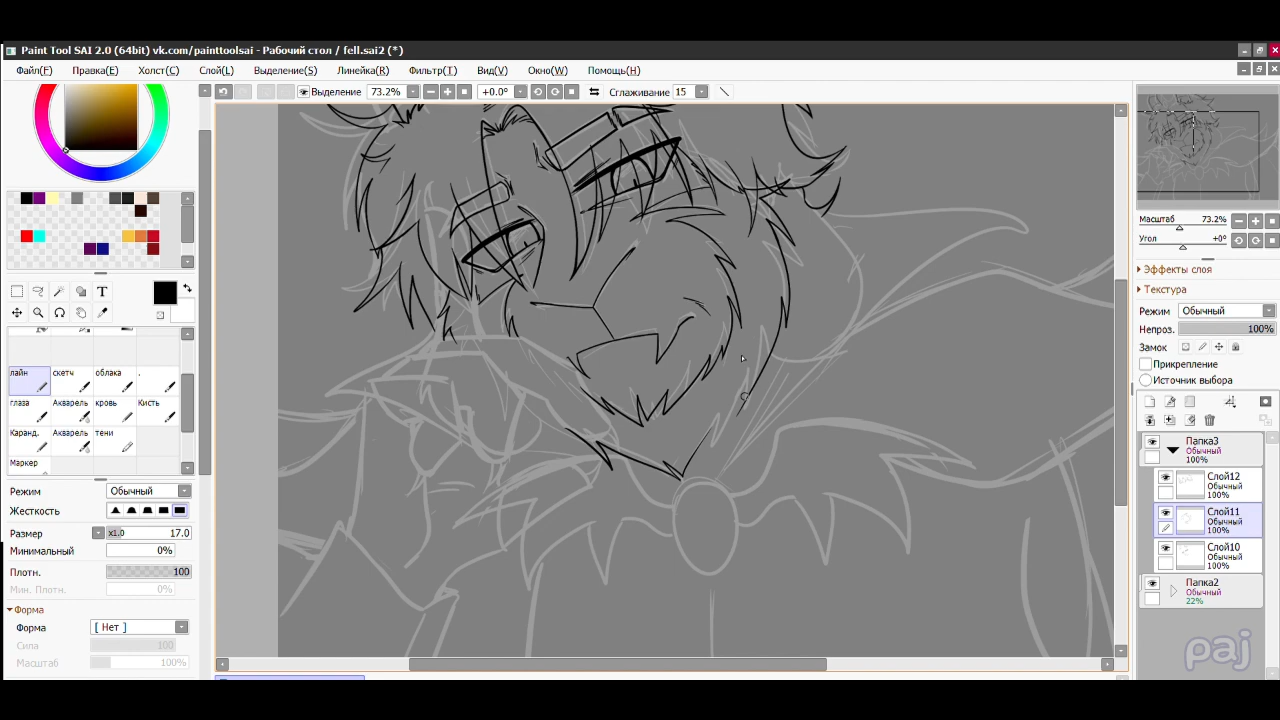 Paint Tool SAI 2.0 (64bit) vk.com/painttoolsai - Рабочий стол / fell.sai2 (*)
Файл(F) Правка(E) Холст(C) Слой(L) Выделение(S) Линейка(R) Фильтр(T) Вид(V) Окно(W) Помощь(H)
Выделение 73.2% +0.0° Сглаживание 15
Масштаб 73.2%
Угол +0°
Эффекты слоя
Текстура
Режим Обычный
Непроз. 100%
Замок
Прикрепление
Источник выбора
T
лайн скетч облака .
глаза Акварель кровь Кисть
Каранд. Акварель тени
Маркер
Режим Обычный
Жесткость
Размер x1.0 17.0
Минимальный 0%
Плотн. 100
Мин. Плотн. 0%
Форма
Форма [ Нет ]
Сила 100
Масштаб 100%
Папка3
Обычный
100%
Слой12
Обычный
100%
Слой11
Обычный
100%
Слой10
Обычный
100%
Папка2
Обычный
22%
paj